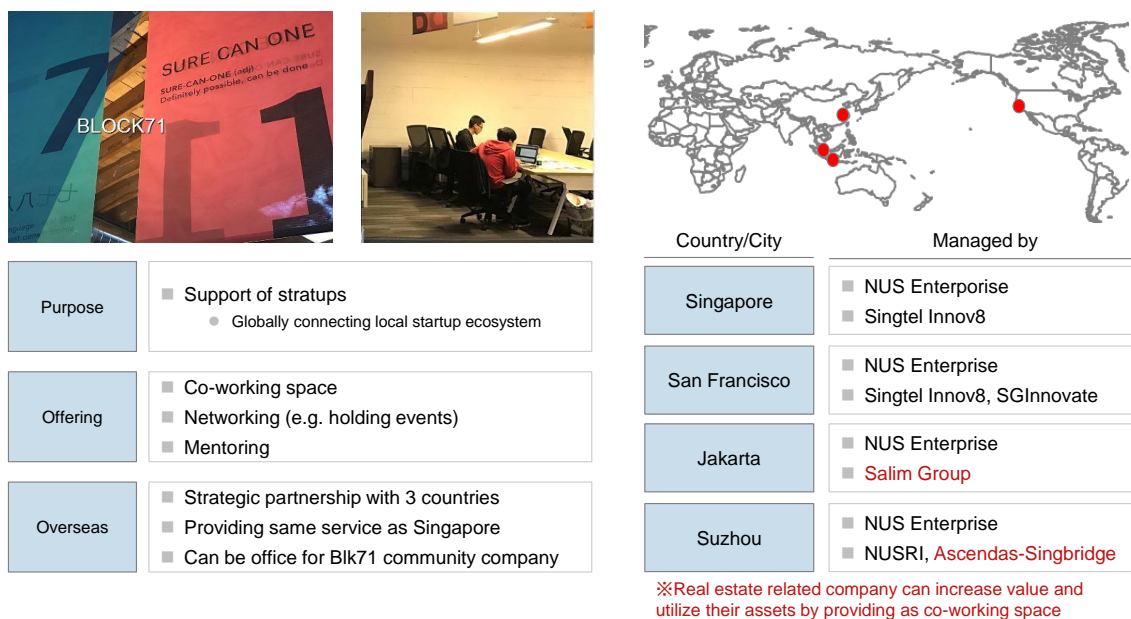 SURE CAN ONE
SURE-CAN-ONE (adj)
Definitely possible, can be done
7
1
BLOCK71
Purpose
Support of stratups
Globally connecting local startup ecosystem
Offering
Co-working space
Networking (e.g. holding events)
Mentoring
Overseas
Strategic partnership with 3 countries
Providing same service as Singapore
Can be office for Blk71 community company
Country/City
Managed by
Singapore
NUS Enterporise
Singtel Innov8
San Francisco
NUS Enterprise
Singtel Innov8, SGInnovate
Jakarta
NUS Enterprise
Salim Group
Suzhou
NUS Enterprise
NUSRI, Ascendas-Singbridge
※Real estate related company can increase value and
utilize their assets by providing as co-working space